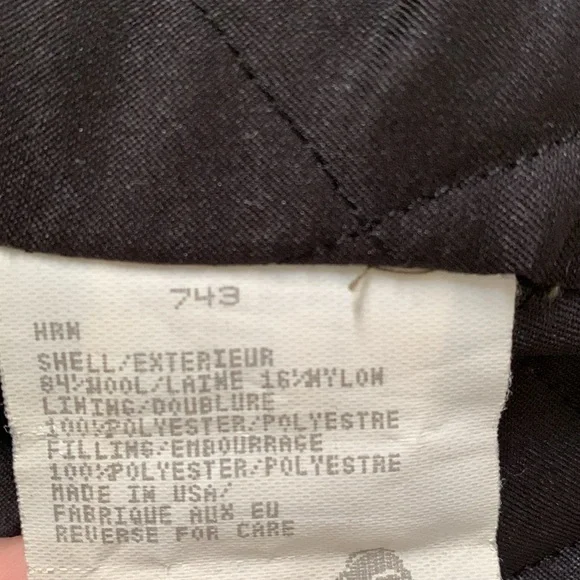 743
HRW
SHELL/EXTERIEUR
84%WOOL/LAINE 16%NYLON
LINING/DOUBLURE
100%POLYESTER/POLYESTRE
FILLING/EMBOURRAGE
100%POLYESTER/POLYESTRE
MADE IN USA/
FABRIQUE AUX EU
REVERSE FOR CARE